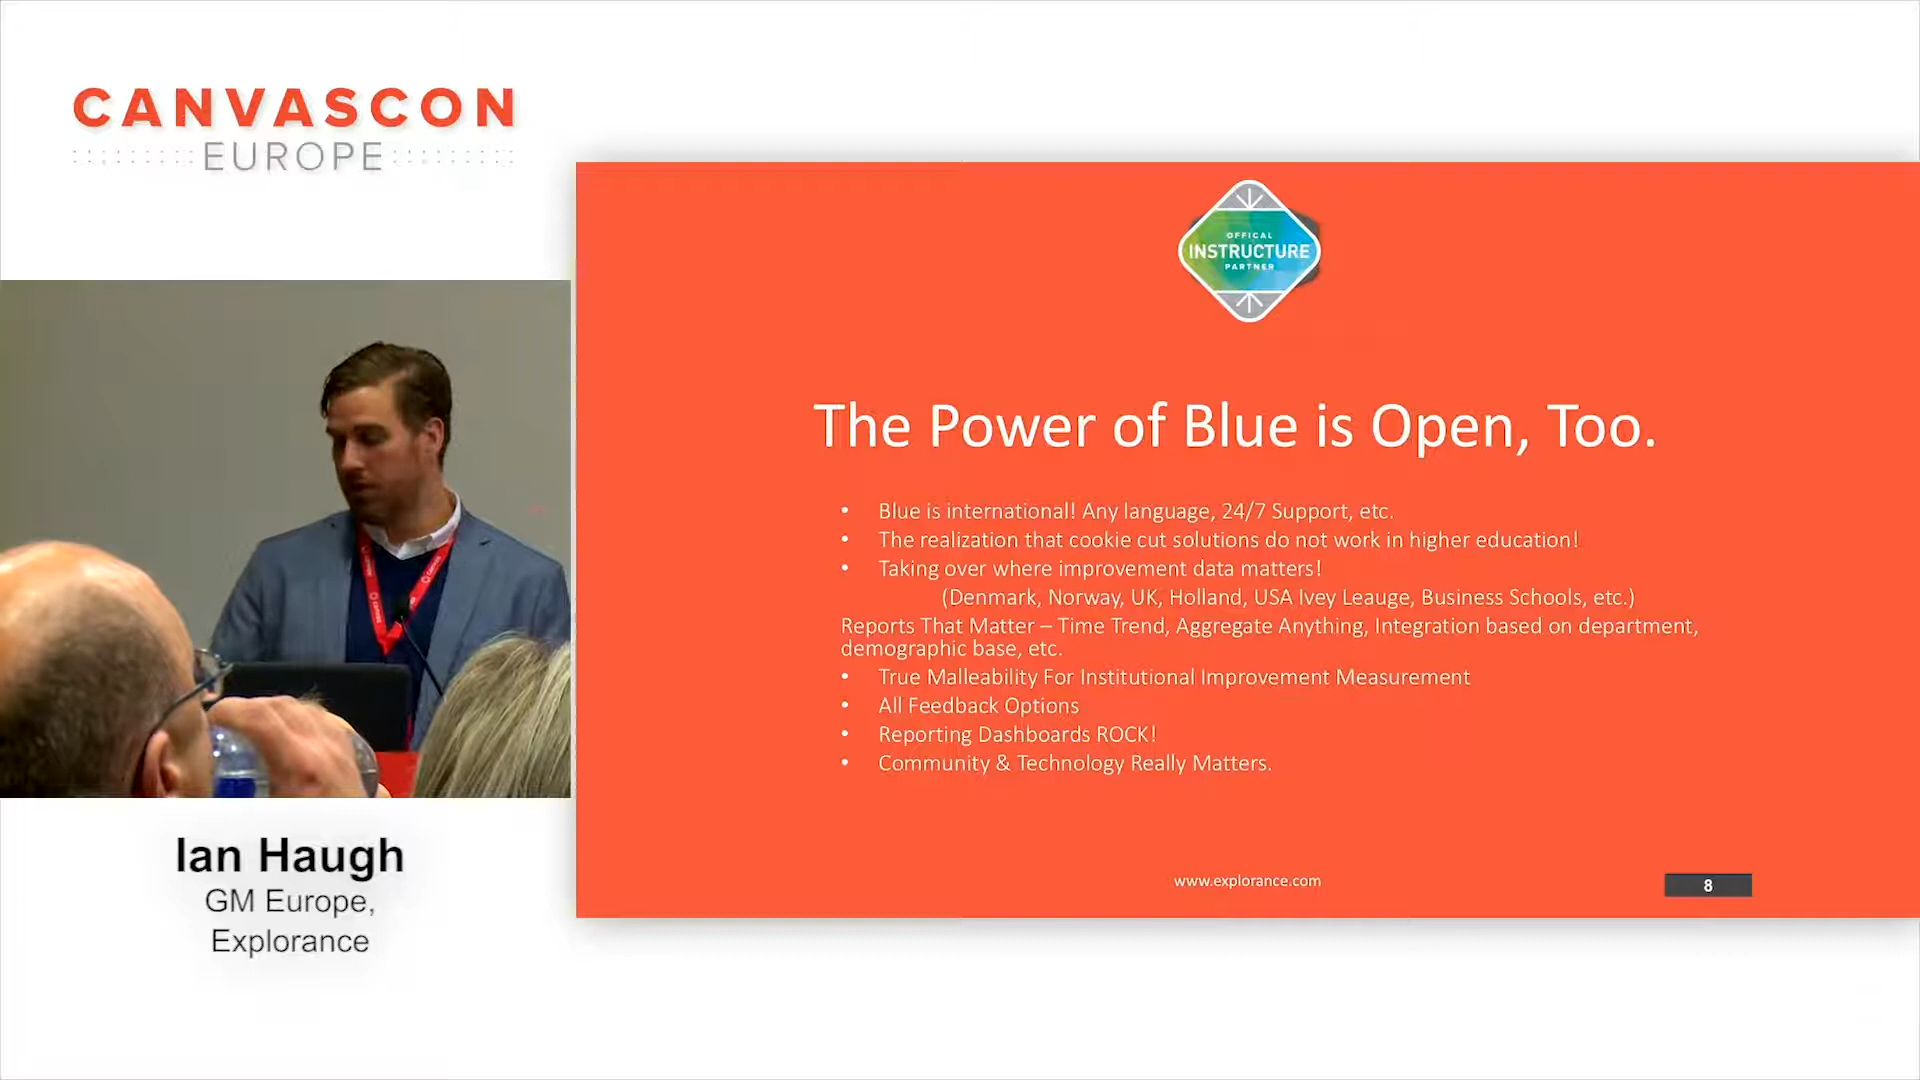 CANVASCON
EUROPE
OFFICAL
INSTRUCTURE
PARTNER
The Power of Blue is Open, Too.
• Blue is international! Any language, 24/7 Support, etc.
• The realization that cookie cut solutions do not work in higher education!
• Taking over where improvement data matters!
(Denmark, Norway, UK, Holland, USA Ivey Leauge, Business Schools, etc.)
Reports That Matter – Time Trend, Aggregate Anything, Integration based on department,
demographic base, etc.
• True Malleability For Institutional Improvement Measurement
• All Feedback Options
• Reporting Dashboards ROCK!
• Community & Technology Really Matters.
www.explorance.com
8
Ian Haugh
GM Europe,
Explorance